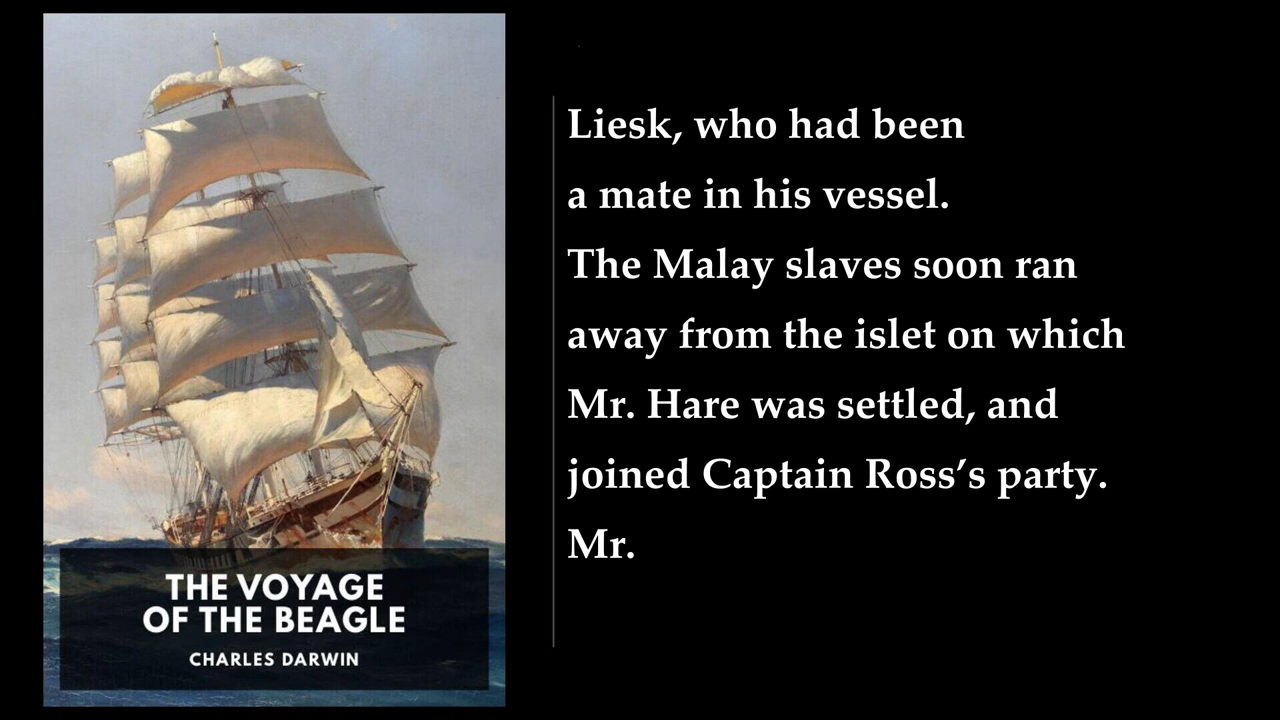 Liesk, who had been
a mate in his vessel.
The Malay slaves soon ran
away from the islet on which
Mr. Hare was settled, and
joined Captain Ross’s party.
Mr.
THE VOYAGE
OF THE BEAGLE
CHARLES DARWIN